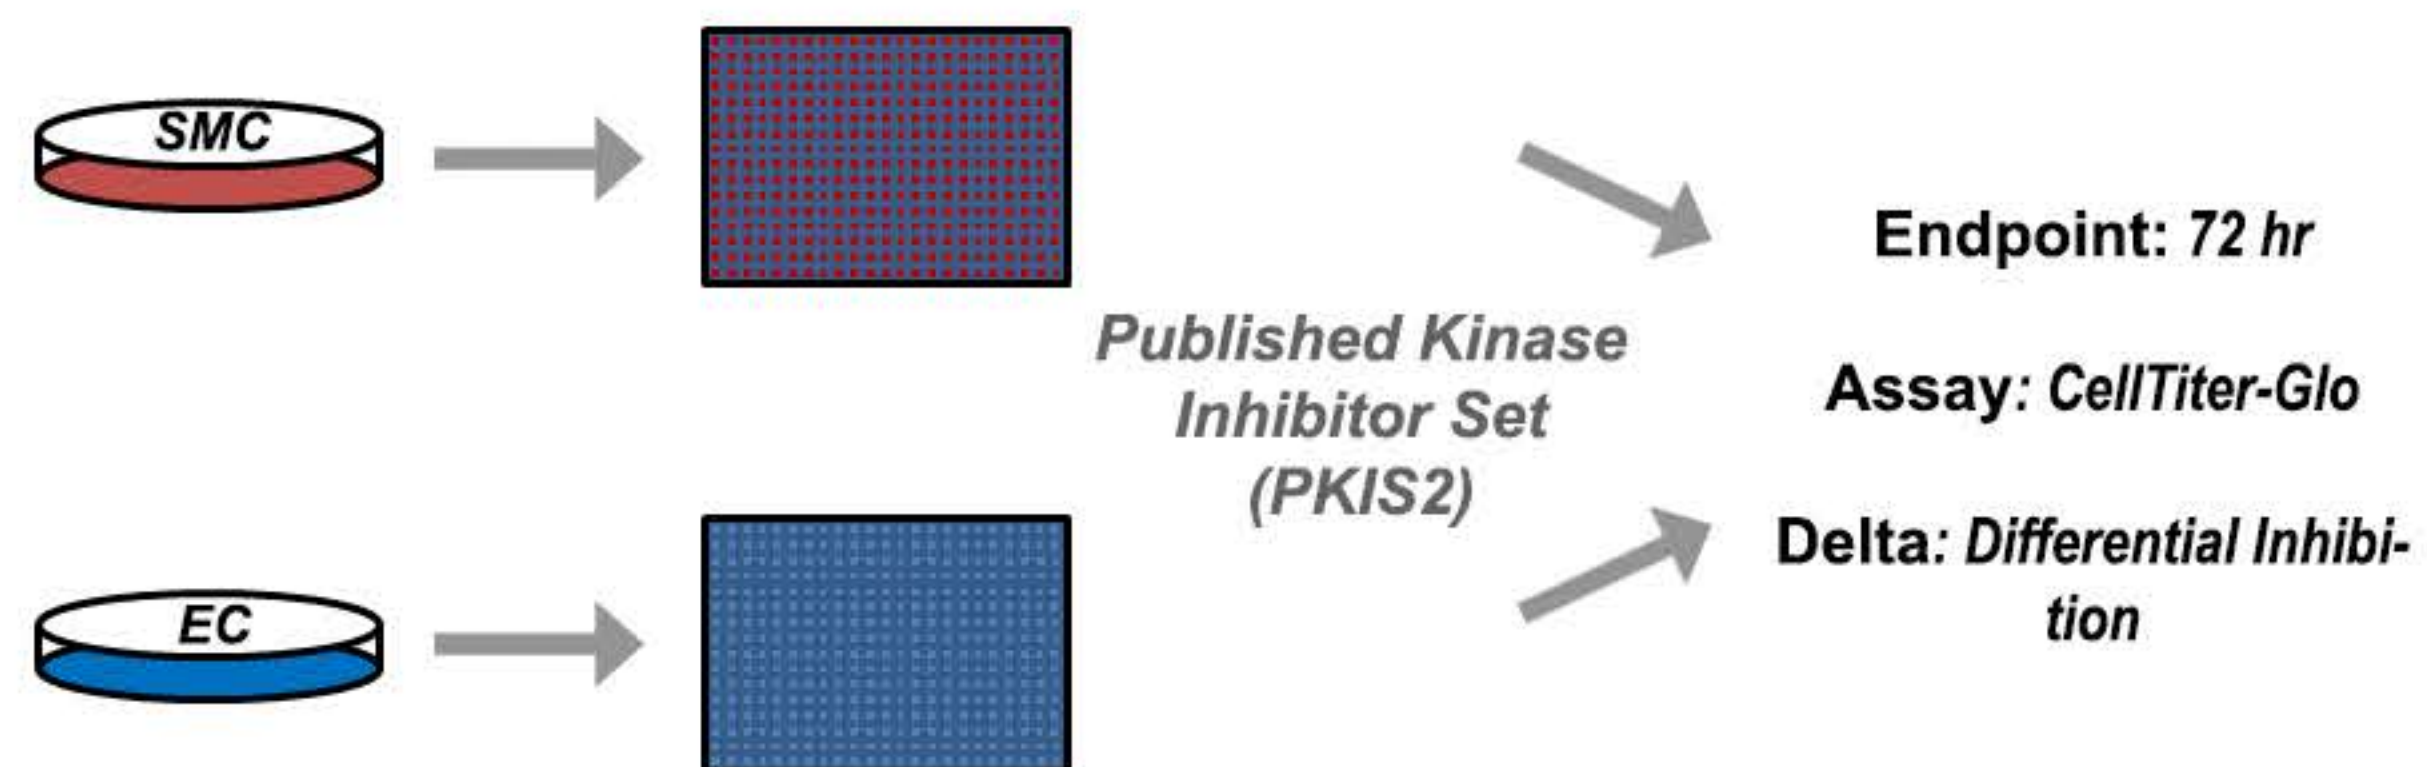 SMC
EC
Published Kinase
Inhibitor Set
(PKIS2)
Endpoint: 72 hr
Assay: CellTiter-Glo
Delta: Differential Inhibi-
tion